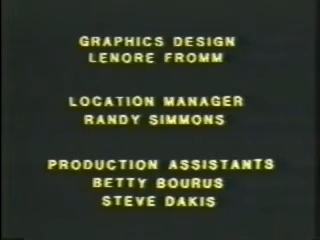 GRAPHICS DESIGN
LENORE FROMM
LOCATION MANAGER
RANDY SIMMONS
PRODUCTION ASSISTANTS
BETTY BOURUS
STEVE DAKIS